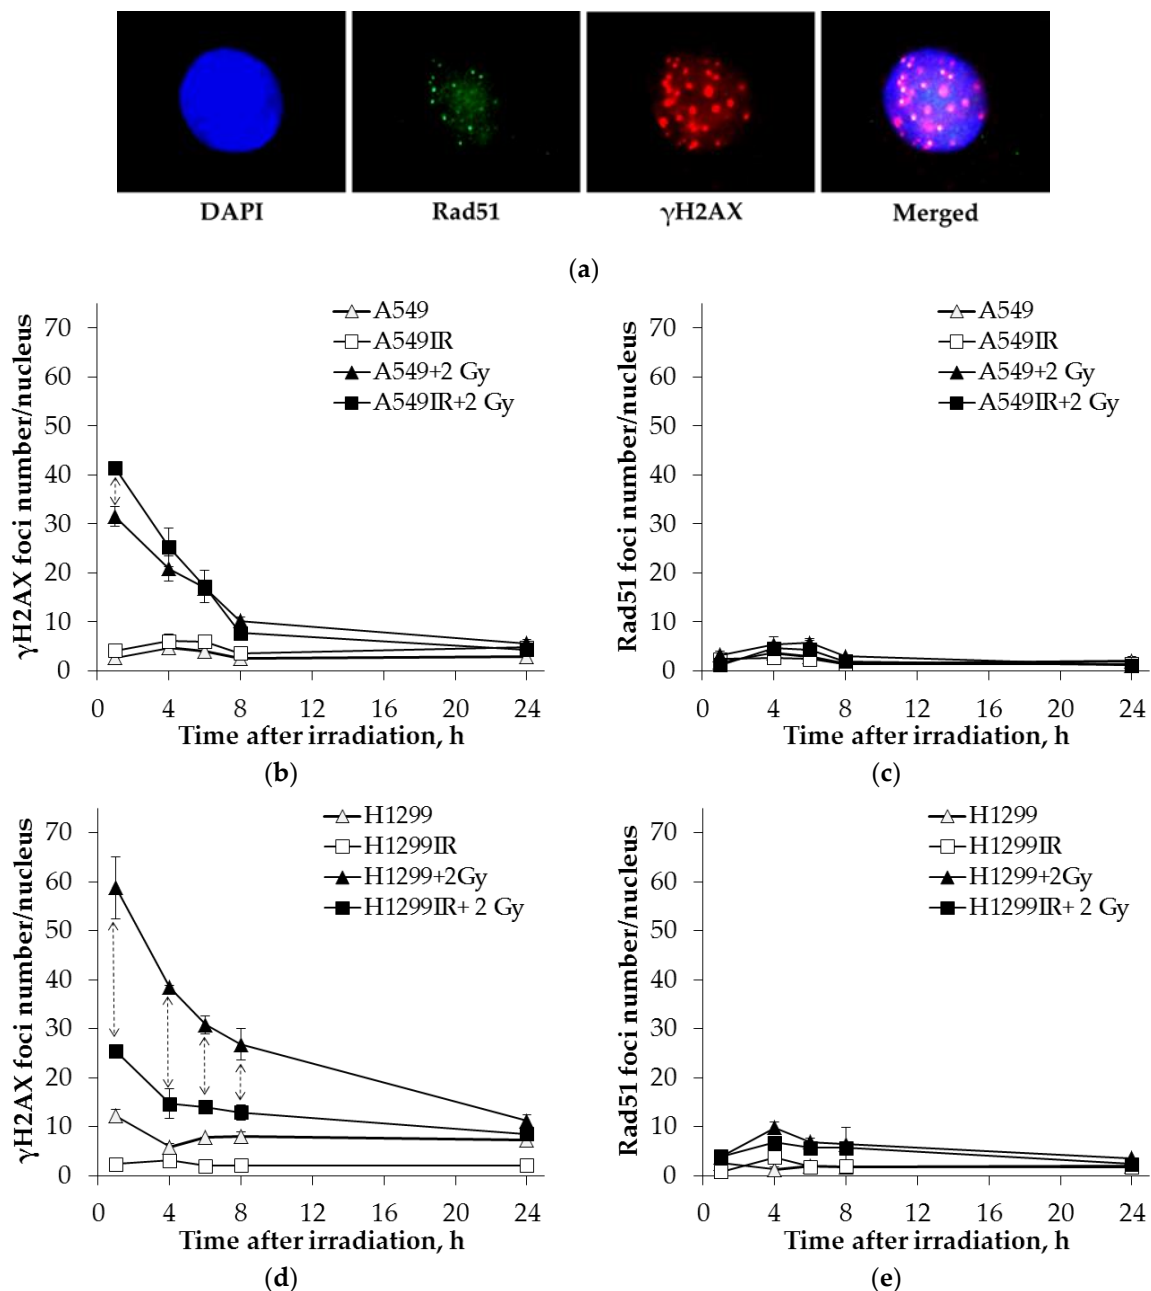 DAPI Rad51 γH2AX Merged
(a)
γH2AX foci number/nucleus
70
60
50
40
30
20
10
0
0 4 8 12 16 20 24
Time after irradiation, h
A549
A549IR
A549+2 Gy
A549IR+2 Gy
(b)
Rad51 foci number/nucleus
70
60
50
40
30
20
10
0
0 4 8 12 16 20 24
Time after irradiation, h
A549
A549IR
A549+2 Gy
A549IR+2 Gy
(c)
γH2AX foci number/nucleus
70
60
50
40
30
20
10
0
0 4 8 12 16 20 24
Time after irradiation, h
H1299
H1299IR
H1299+2Gy
H1299IR+ 2 Gy
(d)
Rad51 foci number/nucleus
70
60
50
40
30
20
10
0
0 4 8 12 16 20 24
Time after irradiation, h
H1299
H1299IR
H1299+2Gy
H1299IR+ 2 Gy
(e)